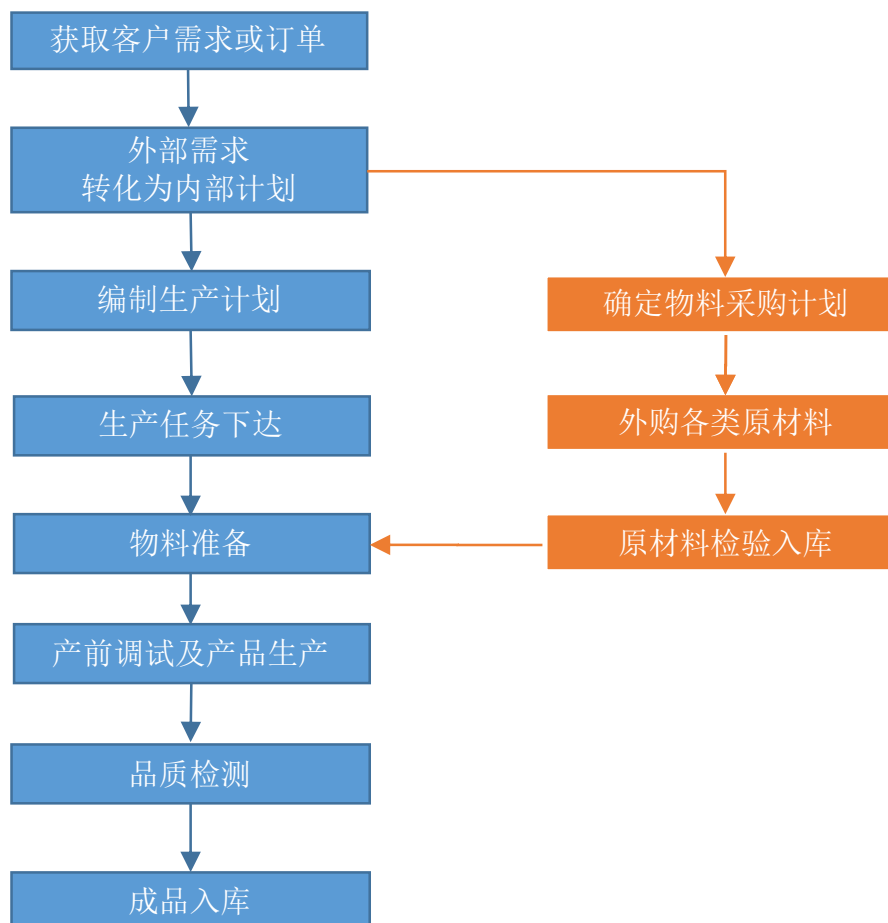 获取客户需求或订单
外部需求
转化为内部计划
编制生产计划
确定物料采购计划
生产任务下达
外购各类原材料
物料准备
原材料检验入库
产前调试及产品生产
品质检测
成品入库